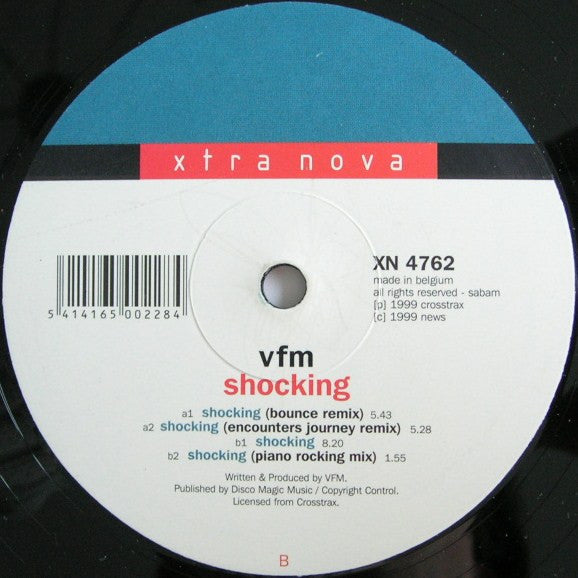 xtra nova
XN 4762
made in belgium
all rights reserved - sabam
[p] 1999 crosstrax
[c] 1999 news
5 414165 002284
vfm
shocking
a1 shocking (bounce remix) 5.43
a2 shocking (encounters journey remix) 5.28
b1 shocking 8.20
b2 shocking (piano rocking mix) 1.55
Written & Produced by VFM.
Published by Disco Magic Music / Copyright Control.
Licensed from Crosstrax.
B